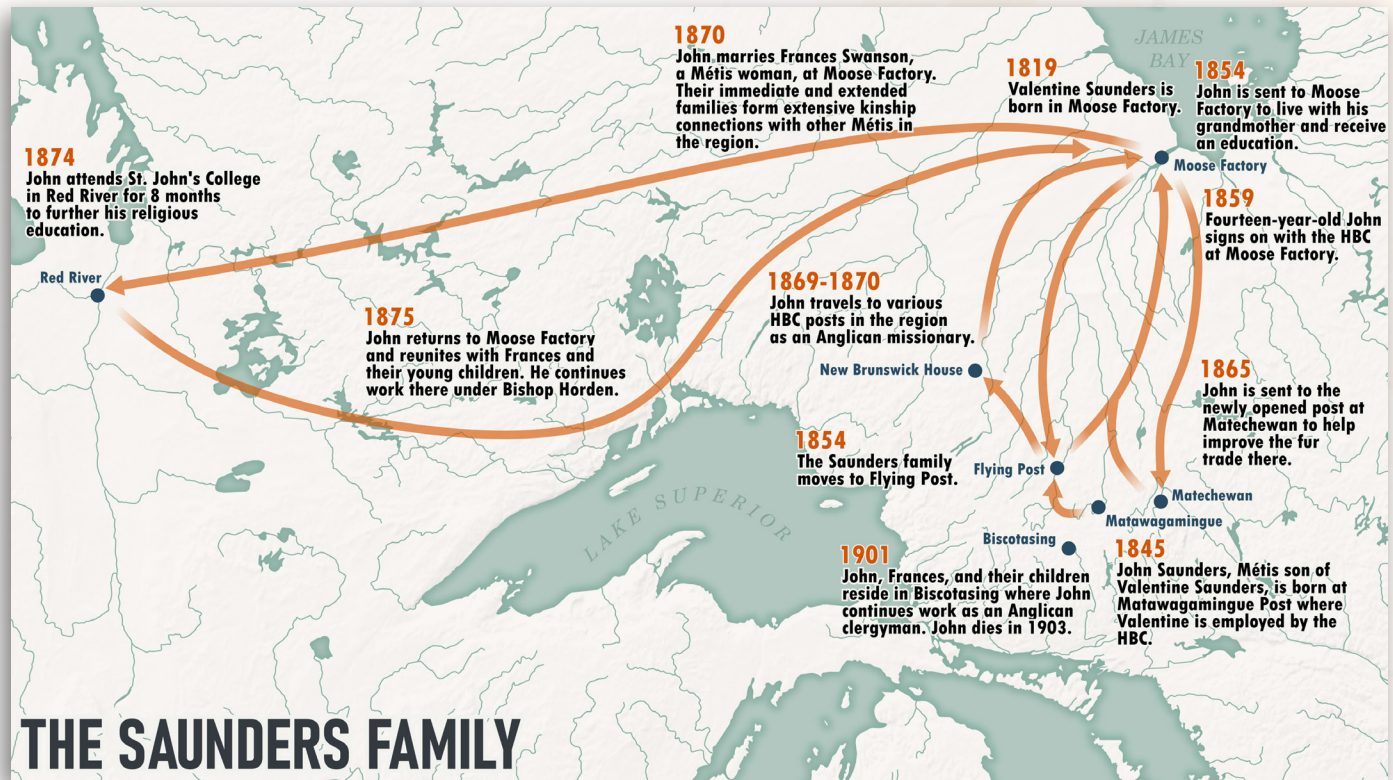 1870
John marries Frances Swanson,
a Métis woman, at Moose Factory.
Their immediate and extended
families form extensive kinship
connections with other Métis in
the region.
JAMES
BAY
1819
Valentine Saunders is
born in Moose Factory.
1854
John is sent to Moose
Factory to live with his
grandmother and receive
an education.
Moose Factory
1874
John attends St. John's College
in Red River for 8 months
to further his religious
education.
Red River
1859
Fourteen-year-old John
signs on with the HBC
at Moose Factory.
1869-1870
John travels to various
HBC posts in the region
as an Anglican missionary.
New Brunswick House
1875
John returns to Moose Factory
and reunites with Frances and
their young children. He continues
work there under Bishop Horden.
1865
John is sent to the
newly opened post at
Matechewan to help
improve the fur
trade there.
1854
The Saunders family
moves to Flying Post.
Flying Post
LAKE SUPERIOR
Matechewan
Matawagamingue
Biscotasing
1901
John, Frances, and their children
reside in Biscotasing where John
continues work as an Anglican
clergyman. John dies in 1903.
1845
John Saunders, Métis son of
Valentine Saunders, is born at
Matawagamingue Post where
Valentine is employed by the
HBC.
THE SAUNDERS FAMILY